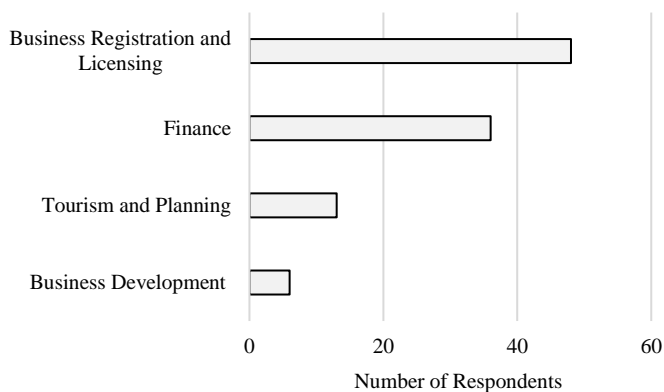 Business Registration and
Licensing
Finance
Tourism and Planning
Business Development
0 20 40 60
Number of Respondents